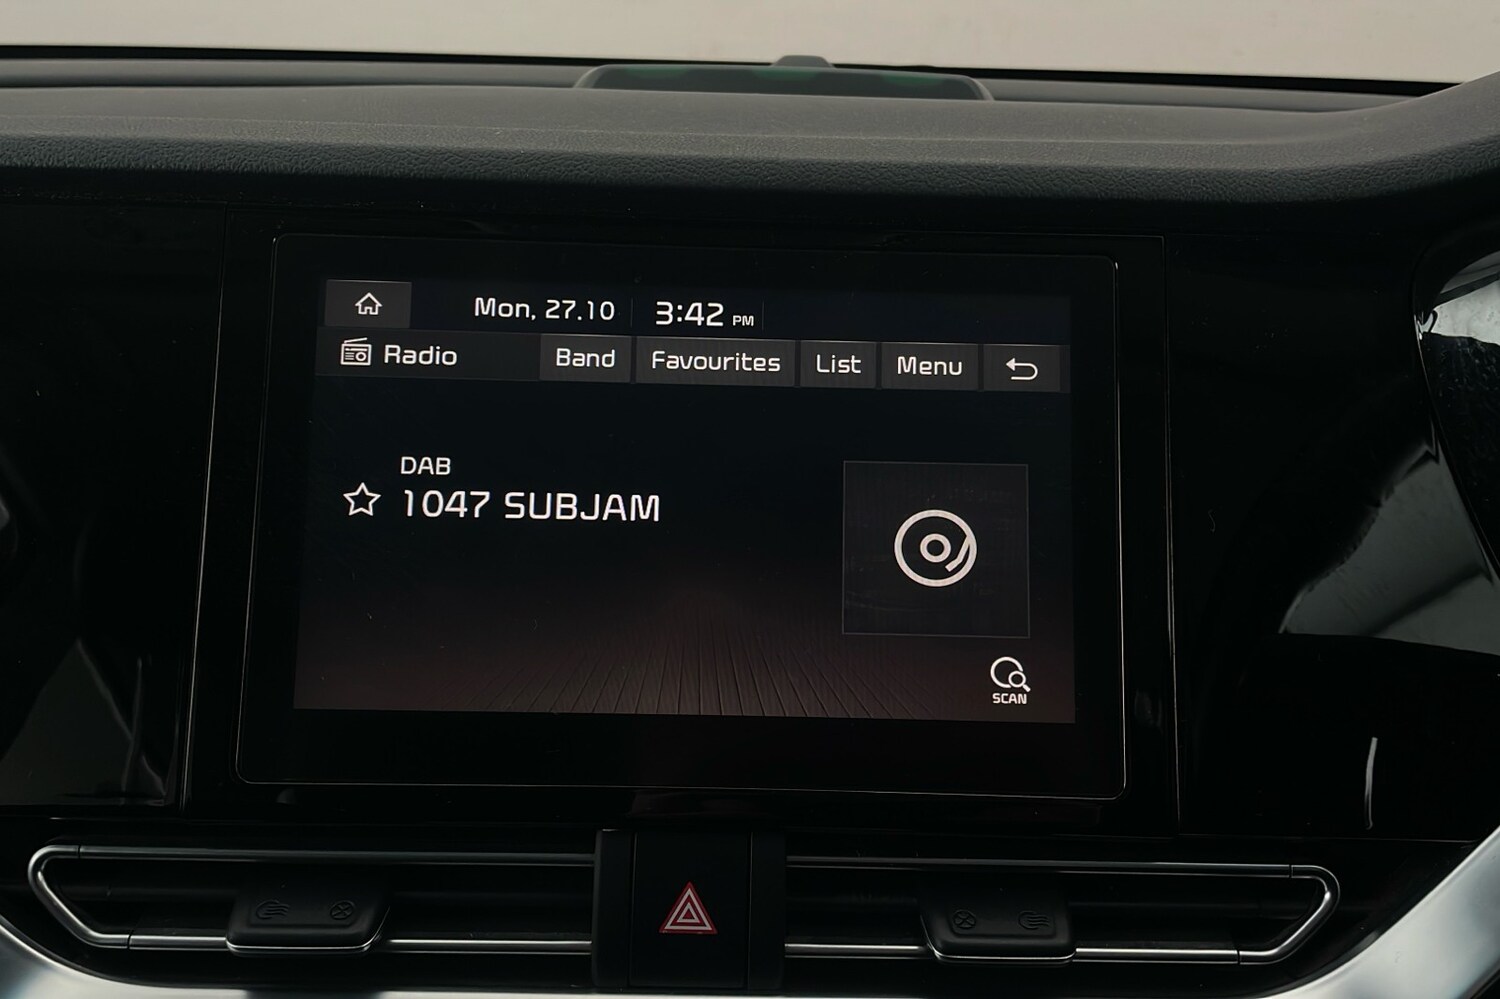 Mon, 27.10 3:42 PM
Radio Band Favourites List Menu
DAB
1047 SUBJAM
SCAN